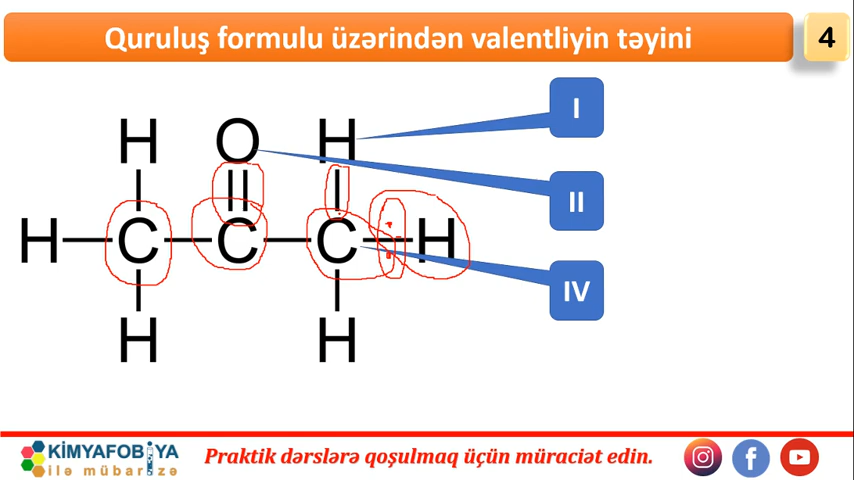 Quruluş formulu üzərindən valentliyin təyini
4
H O H
I
II
H C C C H
IV
H H
KİMYAFOBİYA
ilə mübarizə
Praktik dərslərə qoşulmaq üçün müraciət edin.